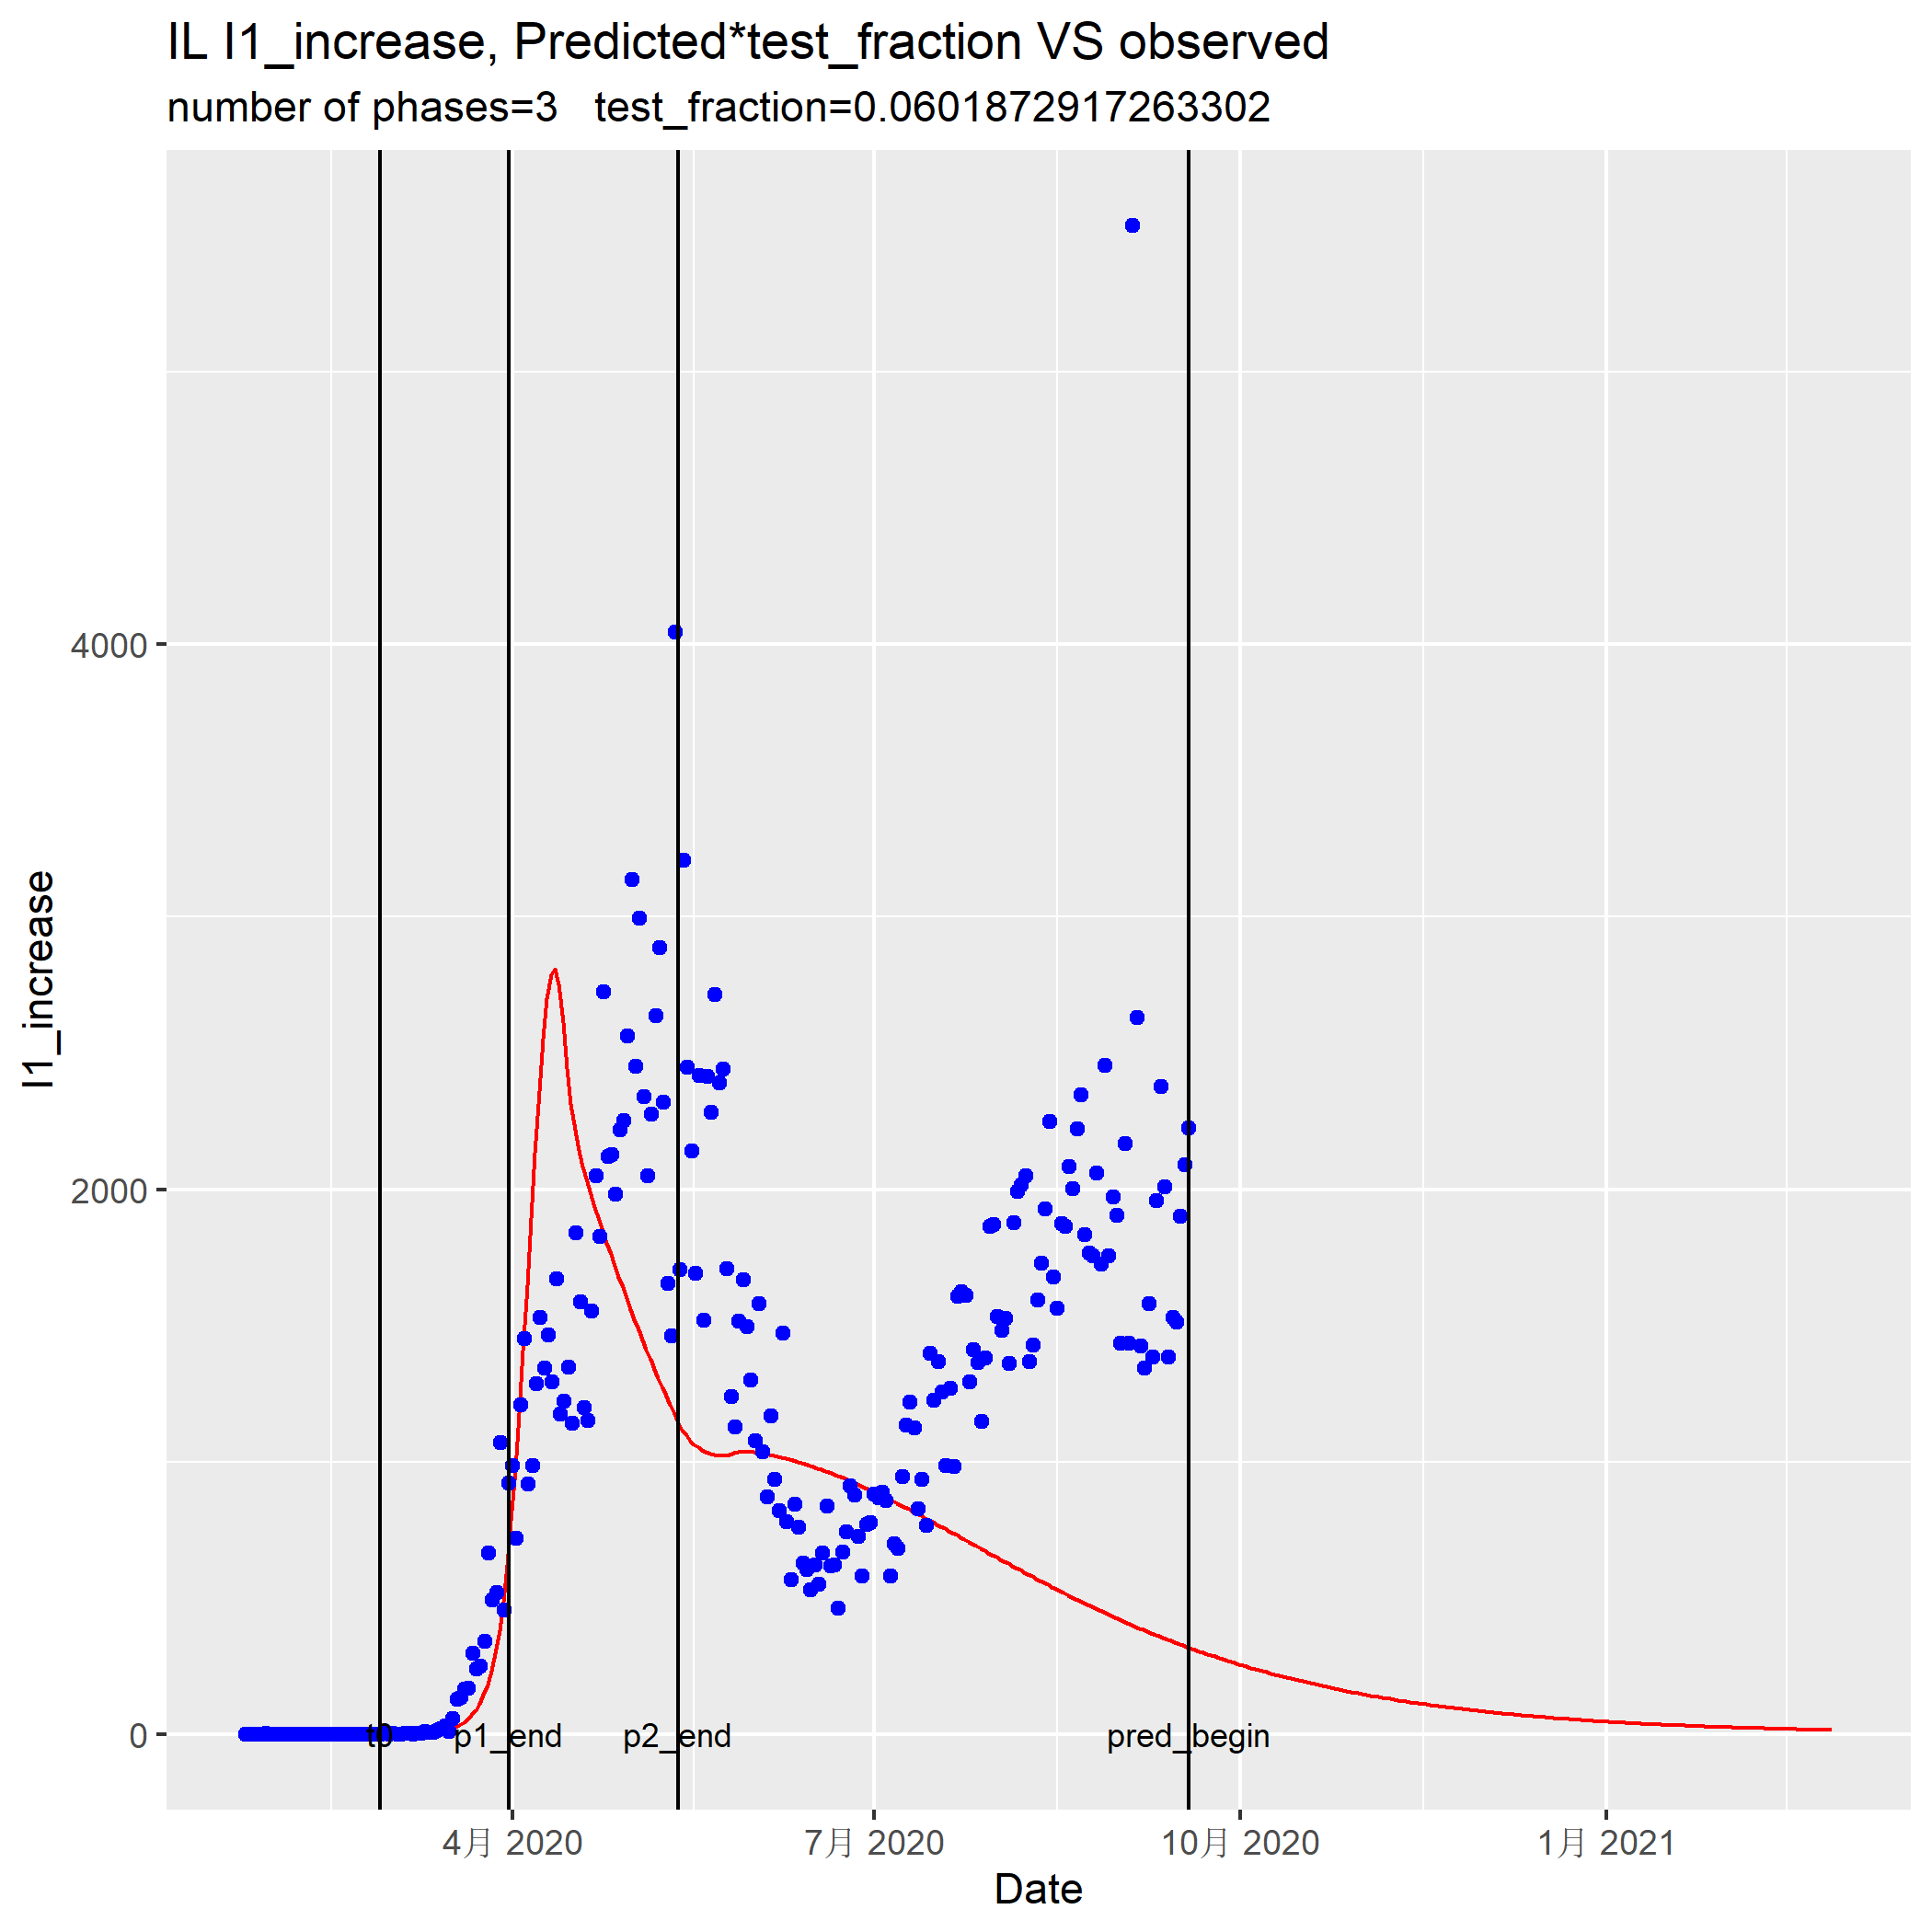 IL I1_increase, Predicted*test_fraction VS observed
number of phases=3   test_fraction=0.0601872917263302
4000
2000
0
I1_increase
t0
p1_end
p2_end
pred_begin
4月 2020
7月 2020
10月 2020
1月 2021
Date